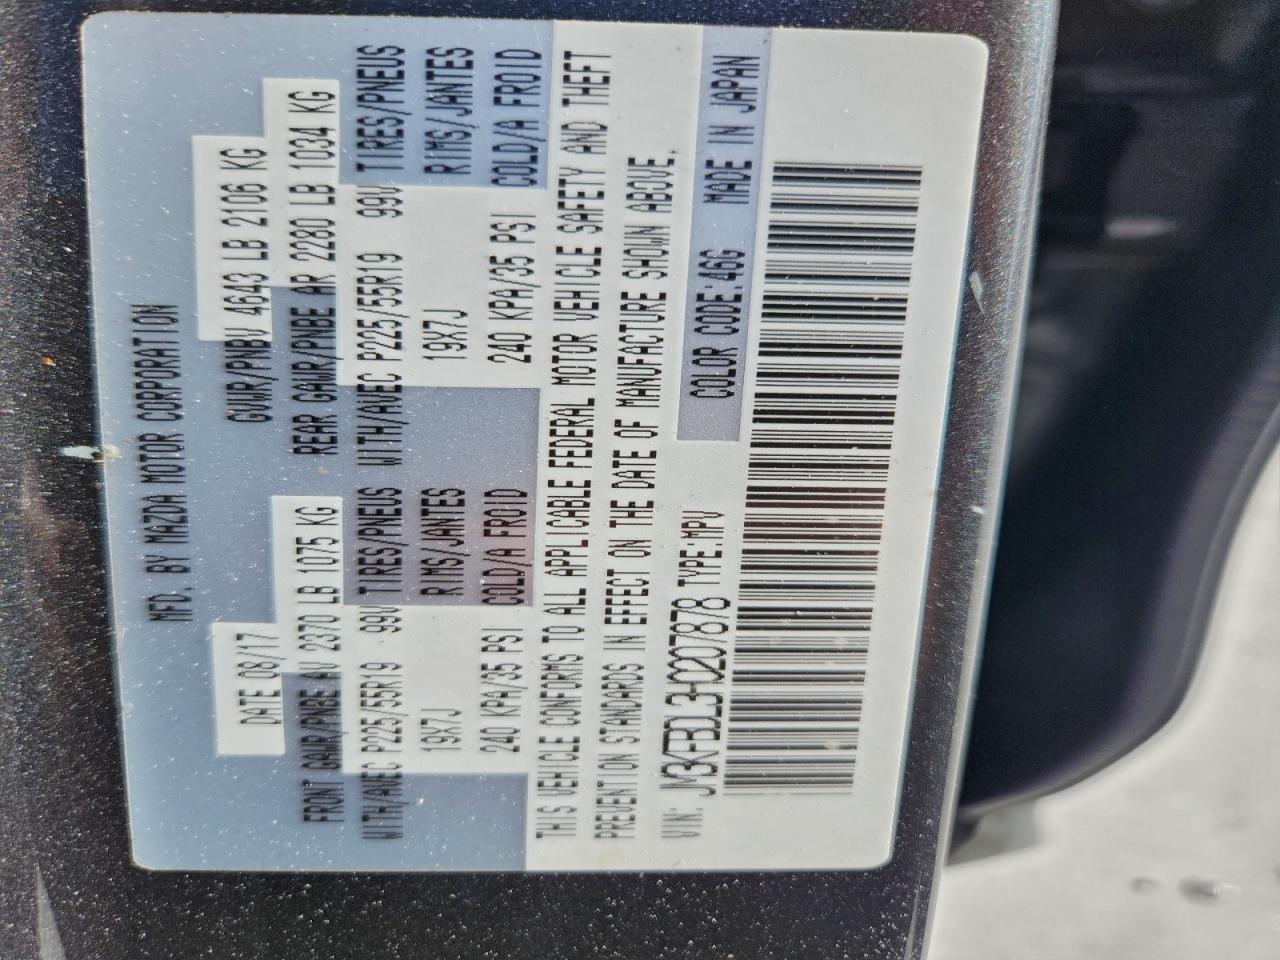 MFD. BY MAZDA MOTOR CORPORATION
DATE 08/17 GVWR/PNBV 4643 LB 2106 KG
FRONT GAWR/PNBE AV 2370 LB 1075 KG REAR GAWR/PNBE AR 2280 LB 1034 KG
WITH/AVEC P225/55R19 99V TIRES/PNEUS WITH/AVEC P225/55R19 99V TIRES/PNEUS
19X7J RIMS/JANTES 19X7J RIMS/JANTES
240 KPA/35 PSI COLD/A FROID 240 KPA/35 PSI COLD/A FROID
THIS VEHICLE CONFORMS TO ALL APPLICABLE FEDERAL MOTOR VEHICLE SAFETY AND THEFT
PREVENTION STANDARDS IN EFFECT ON THE DATE OF MANUFACTURE SHOWN ABOVE.
VIN: JM3KFBDL3H0207878 TYPE:MPV COLOR CODE:46G MADE IN JAPAN